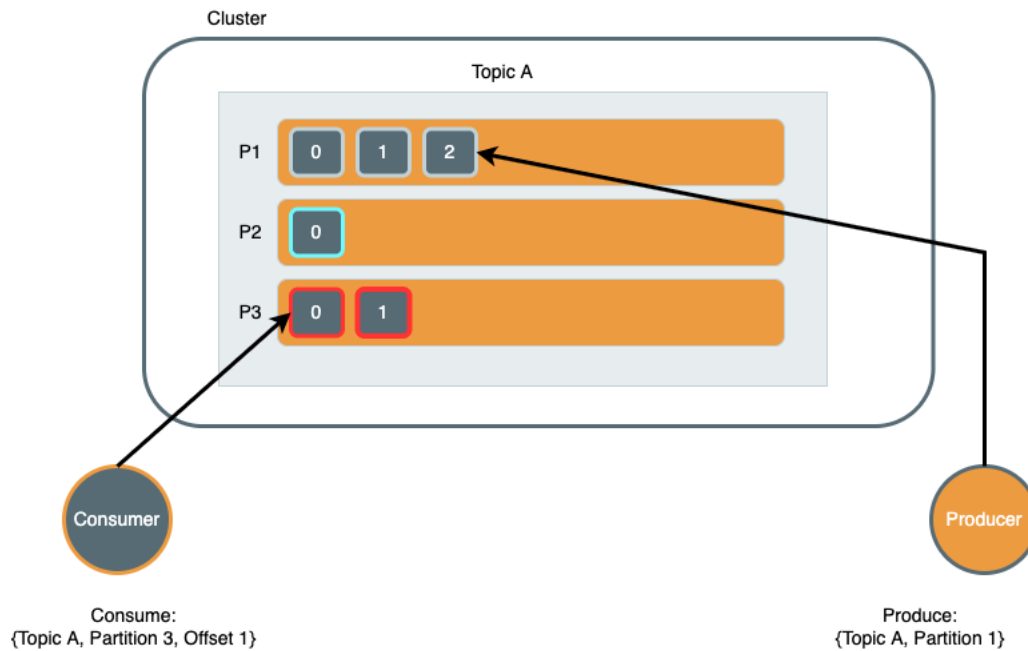 Cluster
Topic A
P1
0 1 2
P2
0
P3
0 1
Consumer
Producer
Consume:
{Topic A, Partition 3, Offset 1}
Produce:
{Topic A, Partition 1}